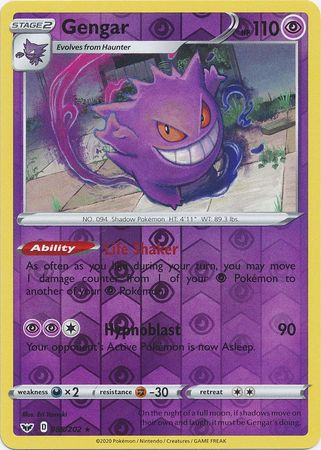 STAGE 2 Gengar HP 110
Evolves from Haunter
NO. 094 Shadow Pokémon HT: 4'11" WT: 89.3 lbs.
Ability Life Shaker
As often as you like during your turn, you may move
1 damage counter from 1 of your Pokémon to
another of your Pokémon.
Hypnoblast 90
Your opponent's Active Pokémon is now Asleep.
weakness ×2 resistance -30 retreat
Illus.
On the night of a full moon, if shadows move
D /202 on their own and laugh, it must be Gengar's doing.
©2020 Pokémon / Nintendo / Creatures / GAME FREAK